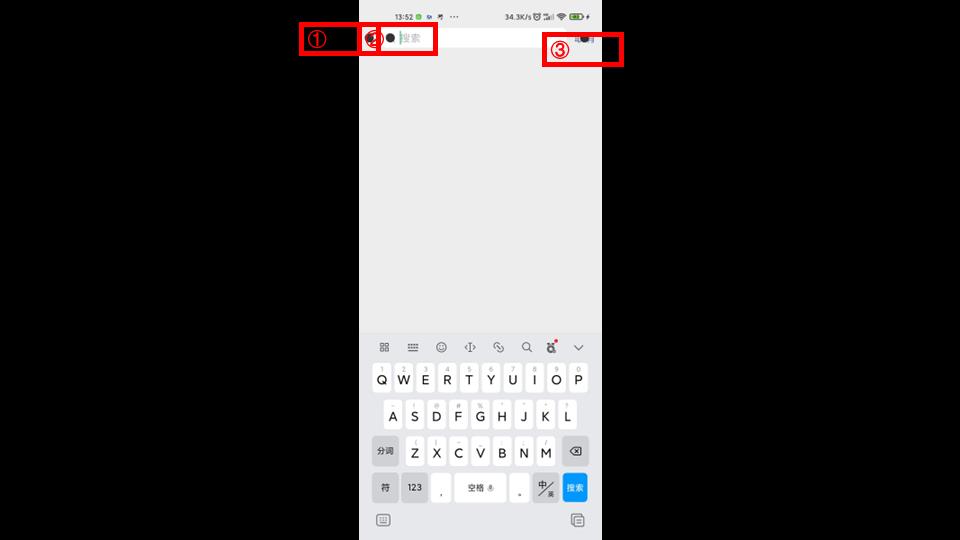 13:52 ··· 34.3K/s
① ② 搜索
③
1 2 3 4 5 6 7 8 9 0
Q W E R T Y U I O P
A S D F G H J K L
分词 Z X C V B N M
符 123 , 空格 。 中/英 搜索